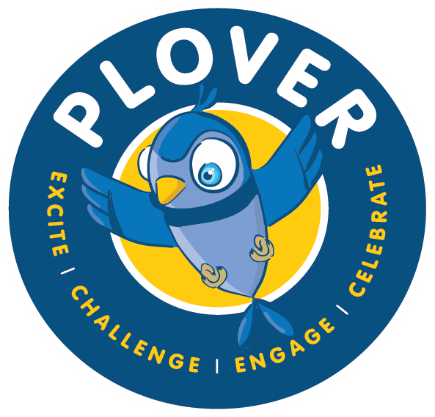 PLOVER
EXCITE | CHALLENGE | ENGAGE | CELEBRATE